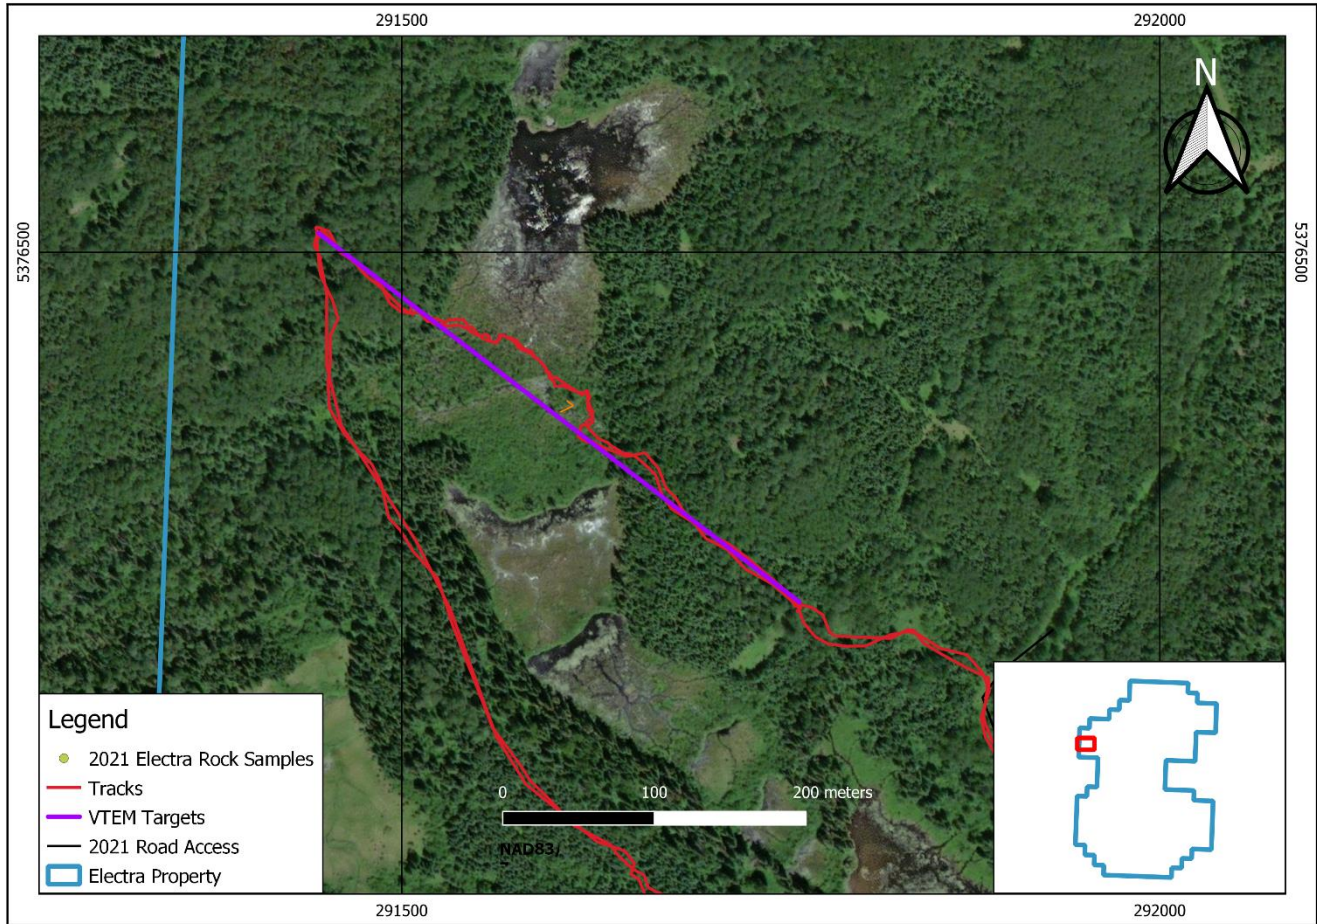 291500
292000
N
5376500
5376500
7
Legend
2021 Electra Rock Samples
Tracks
VTEM Targets
2021 Road Access
Electra Property
0
100
200 meters
NAD83/
291500
292000